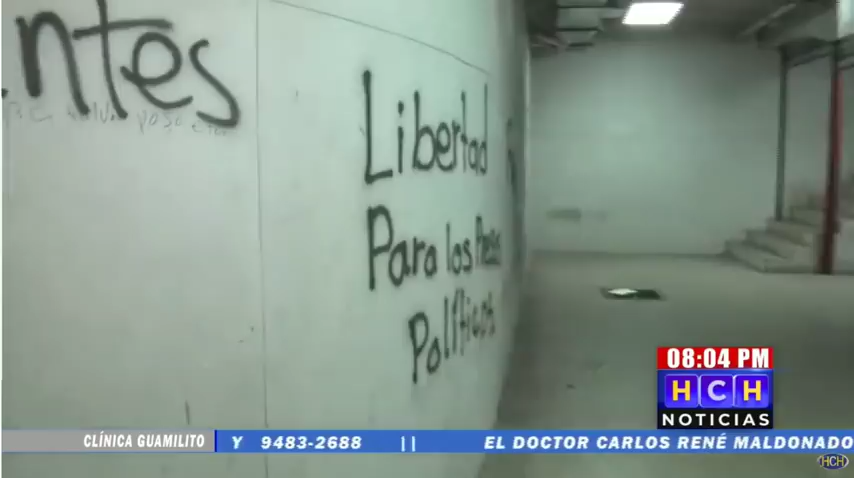 ntes
Libertad
Para los Presos
Políticos
08:04 PM
HCH
NOTICIAS
CLÍNICA GUAMILITO
Y 9483-2688 || EL DOCTOR CARLOS RENÉ MALDONADO
HCH